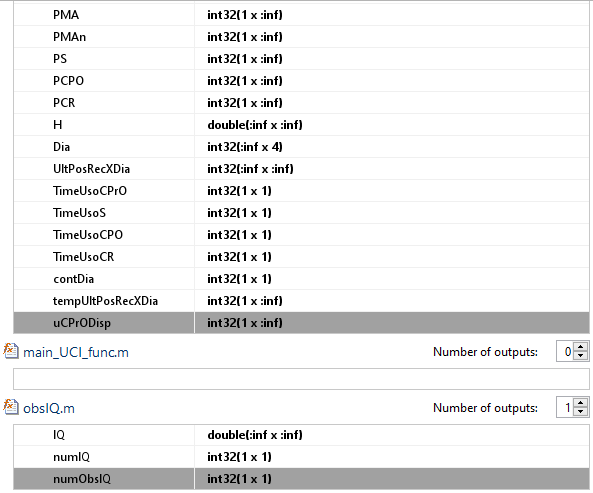 PMA int32(1 x :inf)
PMAn int32(1 x :inf)
PS int32(1 x :inf)
PCPO int32(1 x :inf)
PCR int32(1 x :inf)
H double(:inf x :inf)
Dia int32(:inf x 4)
UltPosRecXDia int32(:inf x :inf)
TimeUsoCPrO int32(1 x 1)
TimeUsoS int32(1 x 1)
TimeUsoCPO int32(1 x 1)
TimeUsoCR int32(1 x 1)
contDia int32(1 x 1)
tempUltPosRecXDia int32(1 x :inf)
uCPrODisp int32(1 x :inf)
main_UCI_func.m Number of outputs: 0
obsIQ.m Number of outputs: 1
IQ double(:inf x :inf)
numIQ int32(1 x 1)
numObsIQ int32(1 x 1)